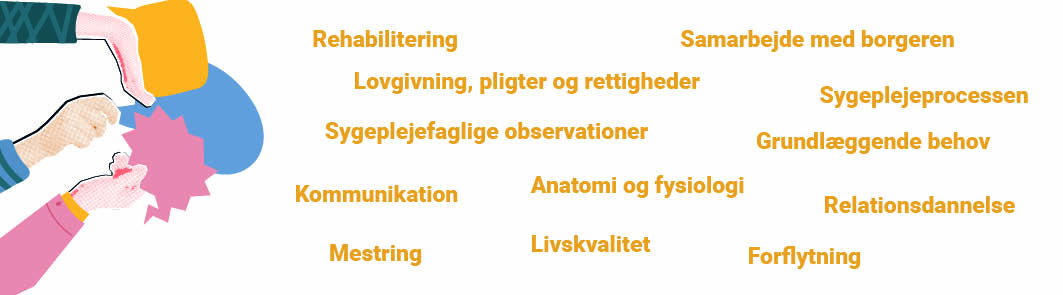 Rehabilitering
Samarbejde med borgeren
Lovgivning, pligter og rettigheder
Sygeplejeprocessen
Sygeplejefaglige observationer
Grundlæggende behov
Kommunikation
Anatomi og fysiologi
Relationsdannelse
Mestring
Livskvalitet
Forflytning